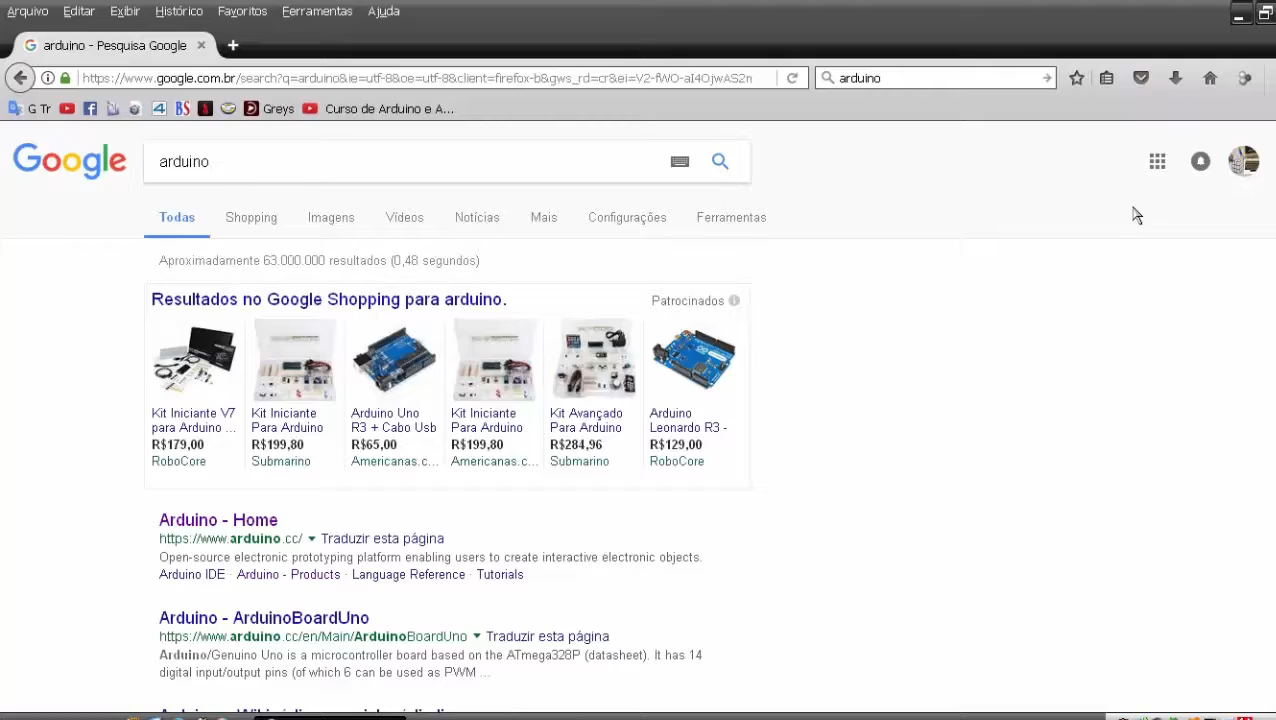 Arquivo Editar Exibir Histórico Favoritos Ferramentas Ajuda
arduino - Pesquisa Google
https://www.google.com.br/search?q=arduino&ie=utf-8&oe=utf-8&client=firefox-b&gws_rd=cr&ei=V2-fWO-aI4OjwAS2n
arduino
G Tr
Greys
Curso de Arduino e A...
Google
arduino
Todas Shopping Imagens Vídeos Notícias Mais Configurações Ferramentas
Aproximadamente 63.000.000 resultados (0,48 segundos)
Resultados no Google Shopping para arduino. Patrocinados
Kit Iniciante V7
para Arduino ...
R$179,00
RoboCore
Kit Iniciante
Para Arduino
R$199,80
Submarino
Arduino Uno
R3 + Cabo Usb
R$65,00
Americanas.c...
Kit Iniciante
Para Arduino
R$199,80
Americanas.c...
Kit Avançado
Para Arduino
R$284,96
Submarino
Arduino
Leonardo R3 -
R$129,00
RoboCore
Arduino - Home
https://www.arduino.cc/ Traduzir esta página
Open-source electronic prototyping platform enabling users to create interactive electronic objects.
Arduino IDE · Arduino - Products · Language Reference · Tutorials
Arduino - ArduinoBoardUno
https://www.arduino.cc/en/Main/ArduinoBoardUno Traduzir esta página
Arduino/Genuino Uno is a microcontroller board based on the ATmega328P (datasheet). It has 14
digital input/output pins (of which 6 can be used as PWM ...